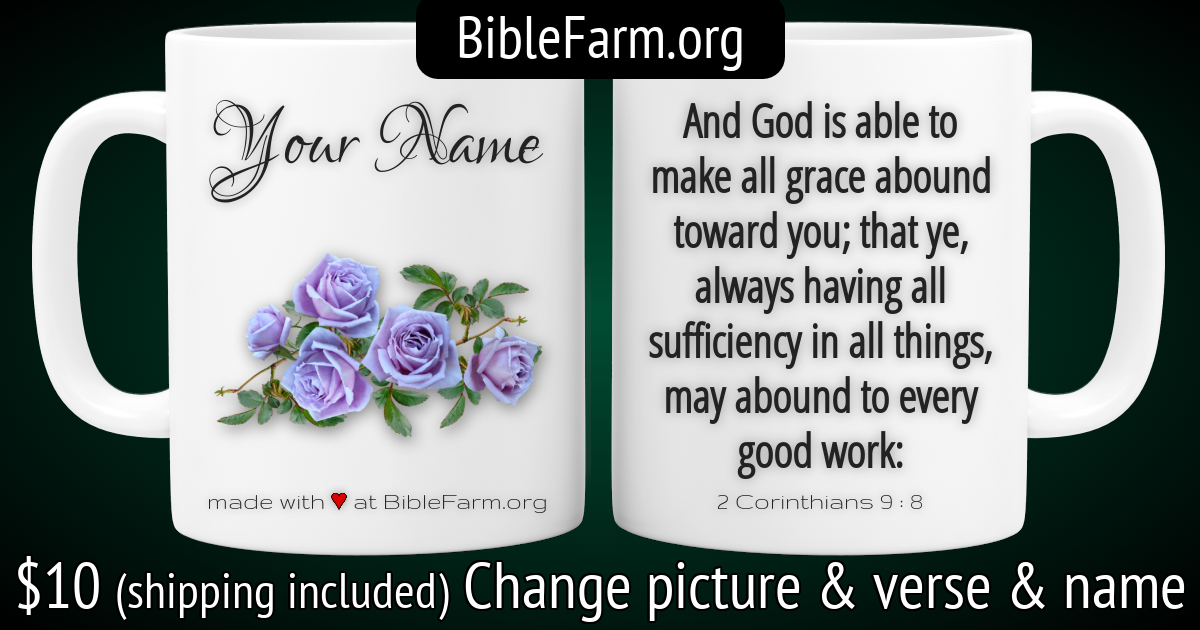 BibleFarm.org
Your Name
made with ♥ at BibleFarm.org
And God is able to
make all grace abound
toward you; that ye,
always having all
sufficiency in all things,
may abound to every
good work:
2 Corinthians 9 : 8
$10 (shipping included) Change picture & verse & name